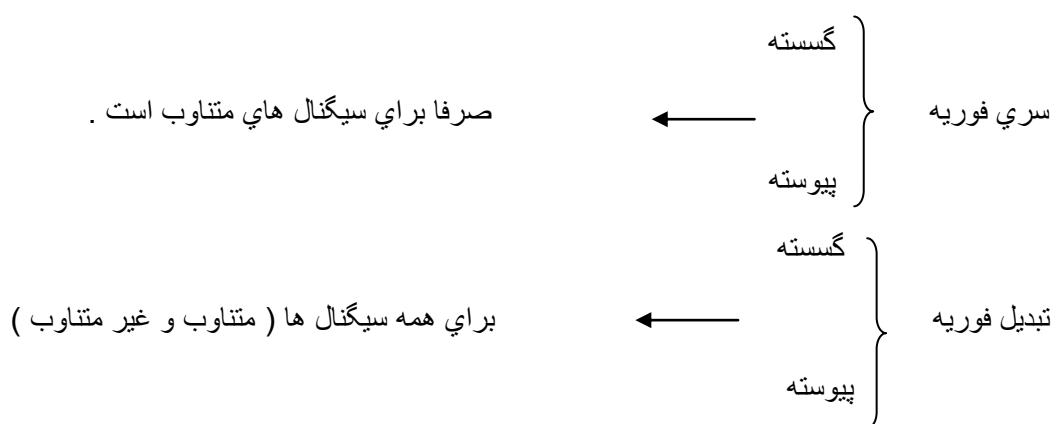 گسسته
سري فوريه
صرفا براي سيگنال هاي متناوب است .
پيوسته
گسسته
تبديل فوريه
براي همه سيگنال ها ( متناوب و غير متناوب )
پيوسته